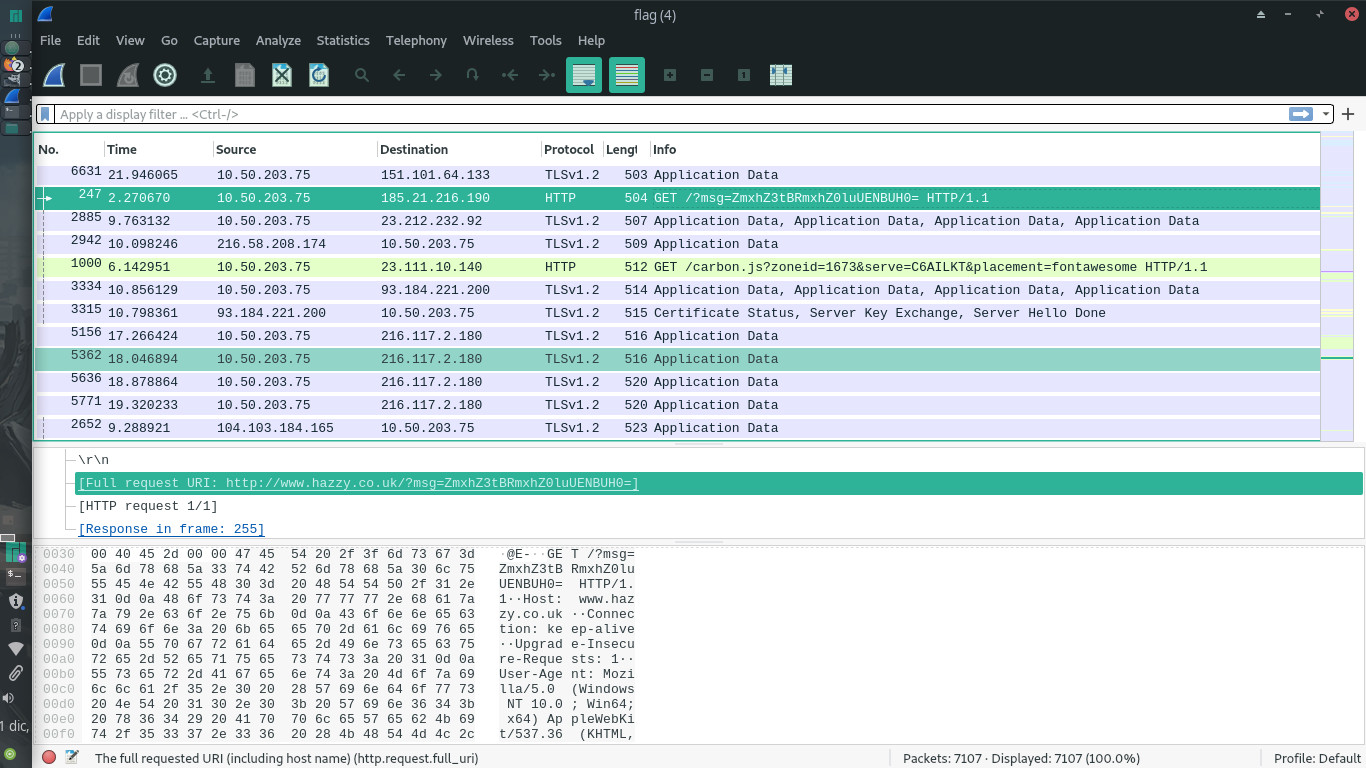 flag (4)
File Edit View Go Capture Analyze Statistics Telephony Wireless Tools Help
Apply a display filter ... <Ctrl-/>
No. Time Source Destination Protocol Lengt Info
6631 21.946065 10.50.203.75 151.101.64.133 TLSv1.2 503 Application Data
247 2.270670 10.50.203.75 185.21.216.190 HTTP 504 GET /?msg=ZmxhZ3tBRmxhZ0luUENBUH0= HTTP/1.1
2885 9.763132 10.50.203.75 23.212.232.92 TLSv1.2 507 Application Data, Application Data, Application Data, Application Data
2942 10.098246 216.58.208.174 10.50.203.75 TLSv1.2 509 Application Data
1000 6.142951 10.50.203.75 23.111.10.140 HTTP 512 GET /carbon.js?zoneid=1673&serve=C6AILKT&placement=fontawesome HTTP/1.1
3334 10.856129 10.50.203.75 93.184.221.200 TLSv1.2 514 Application Data, Application Data, Application Data, Application Data
3315 10.798361 93.184.221.200 10.50.203.75 TLSv1.2 515 Certificate Status, Server Key Exchange, Server Hello Done
5156 17.266424 10.50.203.75 216.117.2.180 TLSv1.2 516 Application Data
5362 18.046894 10.50.203.75 216.117.2.180 TLSv1.2 516 Application Data
5636 18.878864 10.50.203.75 216.117.2.180 TLSv1.2 520 Application Data
5771 19.320233 10.50.203.75 216.117.2.180 TLSv1.2 520 Application Data
2652 9.288921 104.103.184.165 10.50.203.75 TLSv1.2 523 Application Data
\r\n
[Full request URI: http://www.hazzy.co.uk/?msg=ZmxhZ3tBRmxhZ0luUENBUH0=]
[HTTP request 1/1]
[Response in frame: 255]
0030 00 40 45 2d 00 00 47 45 54 20 2f 3f 6d 73 67 3d ·@E-··GE T /?msg=
0040 5a 6d 78 68 5a 33 74 42 52 6d 78 68 5a 30 6c 75 ZmxhZ3tB RmxhZ0lu
0050 55 45 4e 42 55 48 30 3d 20 48 54 54 50 2f 31 2e UENBUH0= HTTP/1.
0060 31 0d 0a 48 6f 73 74 3a 20 77 77 77 2e 68 61 7a 1··Host: www.haz
0070 7a 79 2e 63 6f 2e 75 6b 0d 0a 43 6f 6e 6e 65 63 zy.co.uk ··Connec
0080 74 69 6f 6e 3a 20 6b 65 65 70 2d 61 6c 69 76 65 tion: ke ep-alive
0090 0d 0a 55 70 67 72 61 64 65 2d 49 6e 73 65 63 75 ··Upgrad e-Insecu
00a0 72 65 2d 52 65 71 75 65 73 74 73 3a 20 31 0d 0a re-Reque sts: 1··
00b0 55 73 65 72 2d 41 67 65 6e 74 3a 20 4d 6f 7a 69 User-Age nt: Mozi
00c0 6c 6c 61 2f 35 2e 30 20 28 57 69 6e 64 6f 77 73 lla/5.0 (Windows
00d0 20 4e 54 20 31 30 2e 30 3b 20 57 69 6e 36 34 3b NT 10.0 ; Win64;
00e0 20 78 36 34 29 20 41 70 70 6c 65 57 65 62 4b 69 x64) Ap pleWebKi
00f0 74 2f 35 33 37 2e 33 36 20 28 4b 48 54 4d 4c 2c t/537.36 (KHTML,
1 dic,
The full requested URI (including host name) (http.request.full_uri) Packets: 7107 · Displayed: 7107 (100.0%) Profile: Default